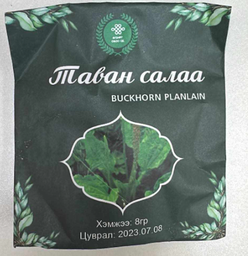 Таван салаа
BUCKHORN PLANLAIN
Хэмжээ: 8гр
Цуврал: 2023.07.08